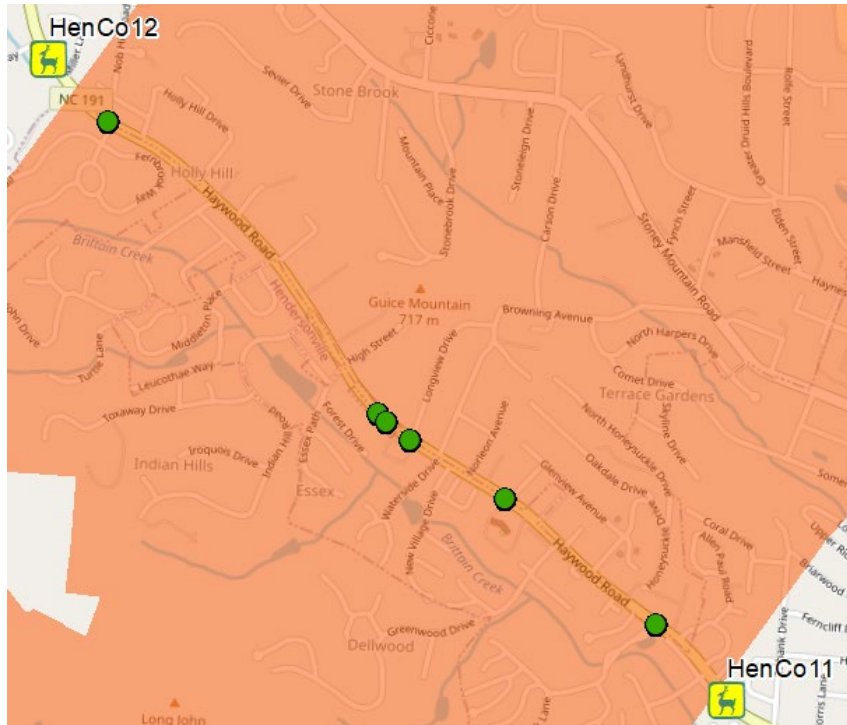 HenCo12
NC 191
Holly Hill Drive
Sevier Drive
Stone Brook
Lyndhurst Drive
Greater Druid Hills Boulevard
Rolfe Street
Mountain Place
Stonebrook Drive
Stoneleign Drive
Carson Drive
Stoney Mountain Road
Fynch Street
Elden Street
Mansfield Street
Holly Hill
Haywood Road
Brittain Creek
Hendersonville
Middleton Place
Turtle Lane
Leucothae Way
Guice Mountain
717 m
High Street
Longview Drive
Browning Avenue
North Harpers Drive
Comet Drive
Terrace Gardens
Skyline Drive
Toxaway Drive
Forest Drive
Essex Path
Indian Hill Road
Iroquois Drive
Indian Hills
Essex
Waterside Drive
Norleon Avenue
North Honeysuckle Drive
Oakdale Drive
Glenview Avenue
New Village Drive
Brittain Creek
Honeysuckle Drive
Coral Drive
Allen Paul Road
Haywood Road
Greenwood Drive
Dellwood
HenCo11
Long John